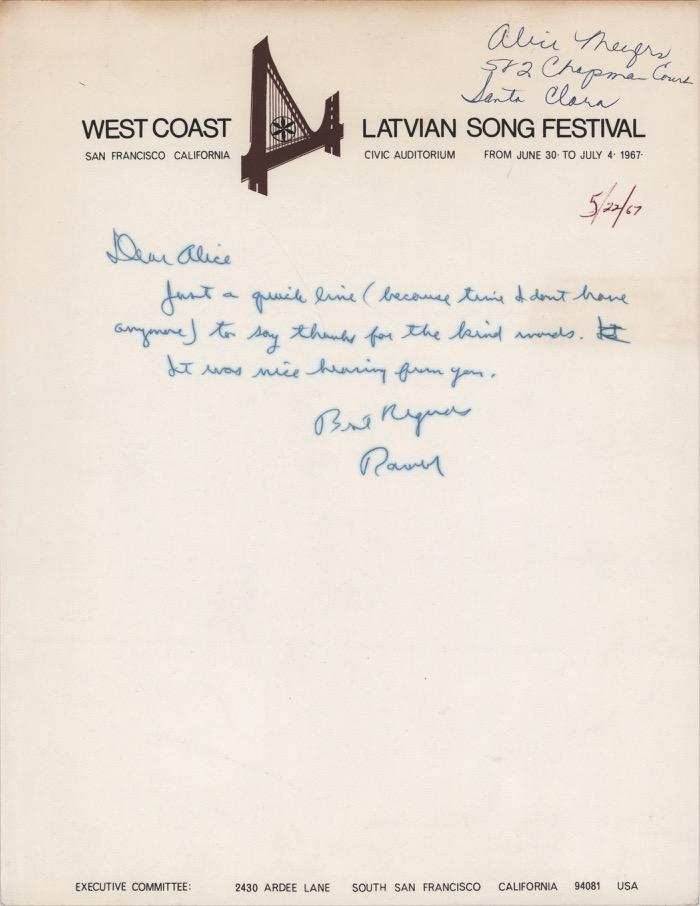 Alice Meyers
582 Chapman Court
Santa Clara
WEST COAST LATVIAN SONG FESTIVAL
SAN FRANCISCO CALIFORNIA CIVIC AUDITORIUM FROM JUNE 30· TO JULY 4· 1967·
5/22/67
Dear Alice
Just a quick line (because time I dont have
anymore) to say thanks for the kind words. It
It was nice hearing from you.
Best Regards
EXECUTIVE COMMITTEE: 2430 ARDEE LANE SOUTH SAN FRANCISCO CALIFORNIA 94081 USA